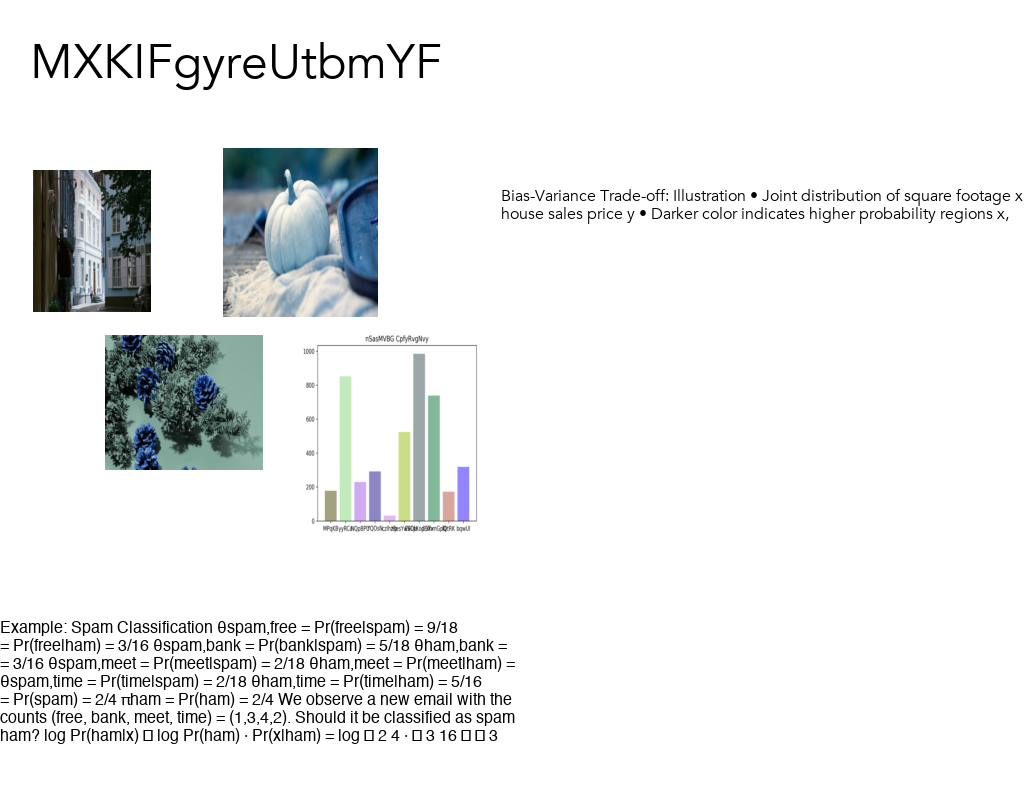 MXKIFgyreUtbmYF
Bias-Variance Trade-off: Illustration • Joint distribution of square footage x
house sales price y • Darker color indicates higher probability regions x,
nSasMVBG CpfyRvgNvy
1000
800
600
400
200
0
bqwUl
Example: Spam Classification θspam,free = Pr(free|spam) = 9/18
= Pr(free|ham) = 3/16 θspam,bank = Pr(bank|spam) = 5/18 θham,bank =
= 3/16 θspam,meet = Pr(meet|spam) = 2/18 θham,meet = Pr(meet|ham) =
θspam,time = Pr(time|spam) = 2/18 θham,time = Pr(time|ham) = 5/16
= Pr(spam) = 2/4 πham = Pr(ham) = 2/4 We observe a new email with the
counts (free, bank, meet, time) = (1,3,4,2). Should it be classified as spam
ham? log Pr(ham|x) □ log Pr(ham) · Pr(x|ham) = log □ 2 4 · □ 3 16 □ □ 3